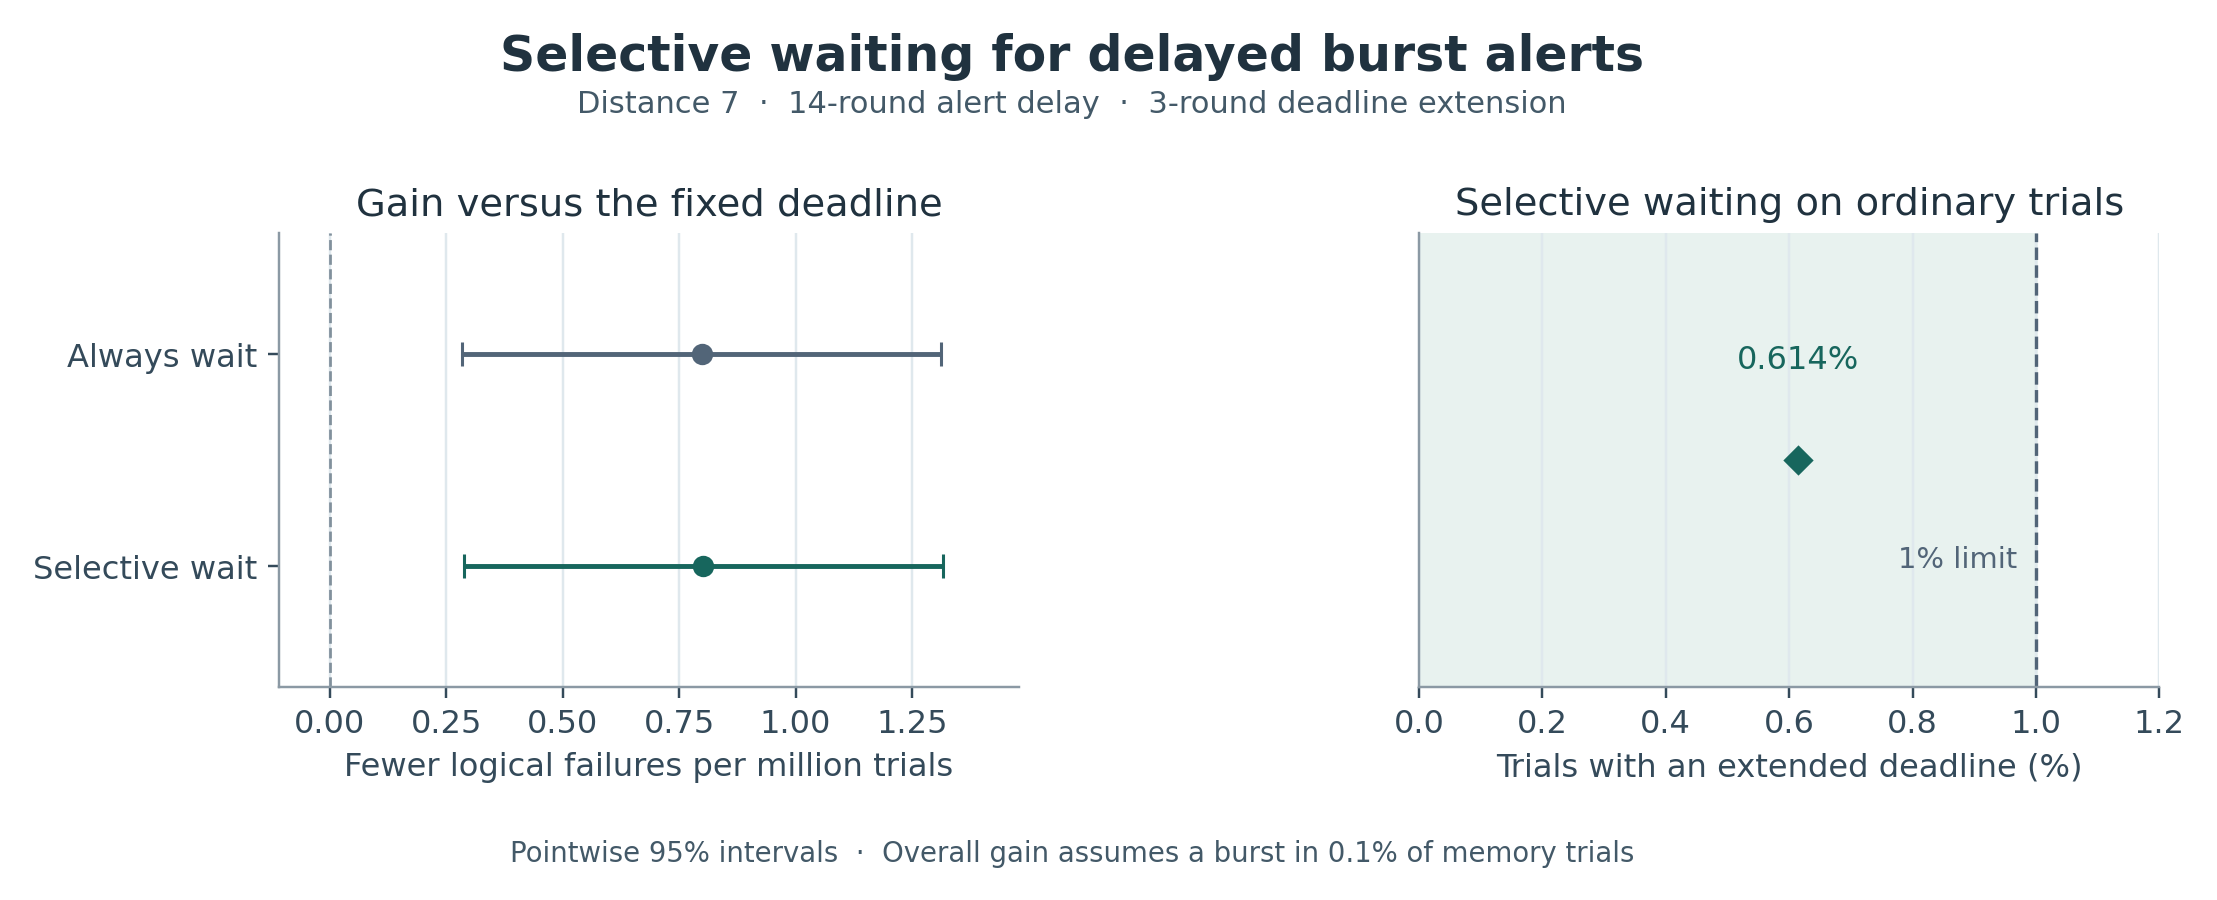 Selective waiting for delayed burst alerts
Distance 7 · 14-round alert delay · 3-round deadline extension
Gain versus the fixed deadline
Always wait
Selective wait
0.00 0.25 0.50 0.75 1.00 1.25
Fewer logical failures per million trials
Selective waiting on ordinary trials
0.614%
1% limit
0.0 0.2 0.4 0.6 0.8 1.0 1.2
Trials with an extended deadline (%)
Pointwise 95% intervals · Overall gain assumes a burst in 0.1% of memory trials